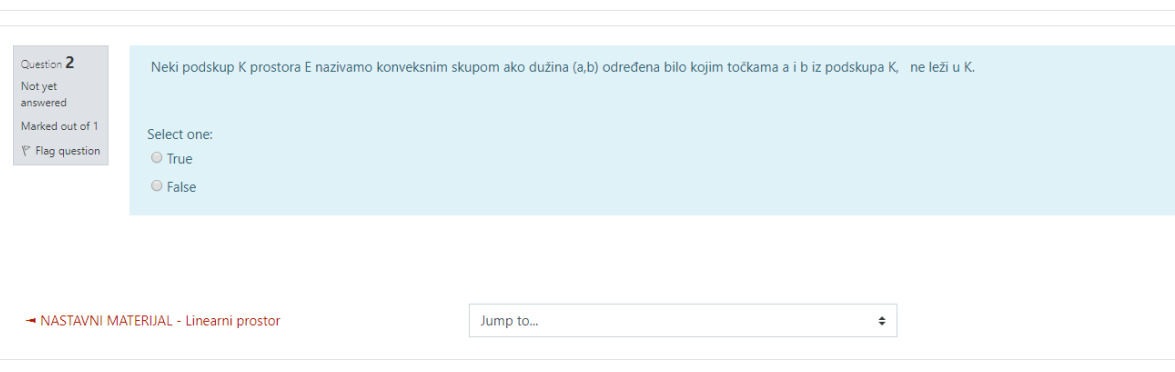 Question 2
Not yet
answered
Marked out of 1
Flag question
Neki podskup K prostora E nazivamo konveksnim skupom ako dužina (a,b) određena bilo kojim točkama a i b iz podskupa K, ne leži u K.
Select one:
True
False
◄ NASTAVNI MATERIJAL - Linearni prostor
Jump to...